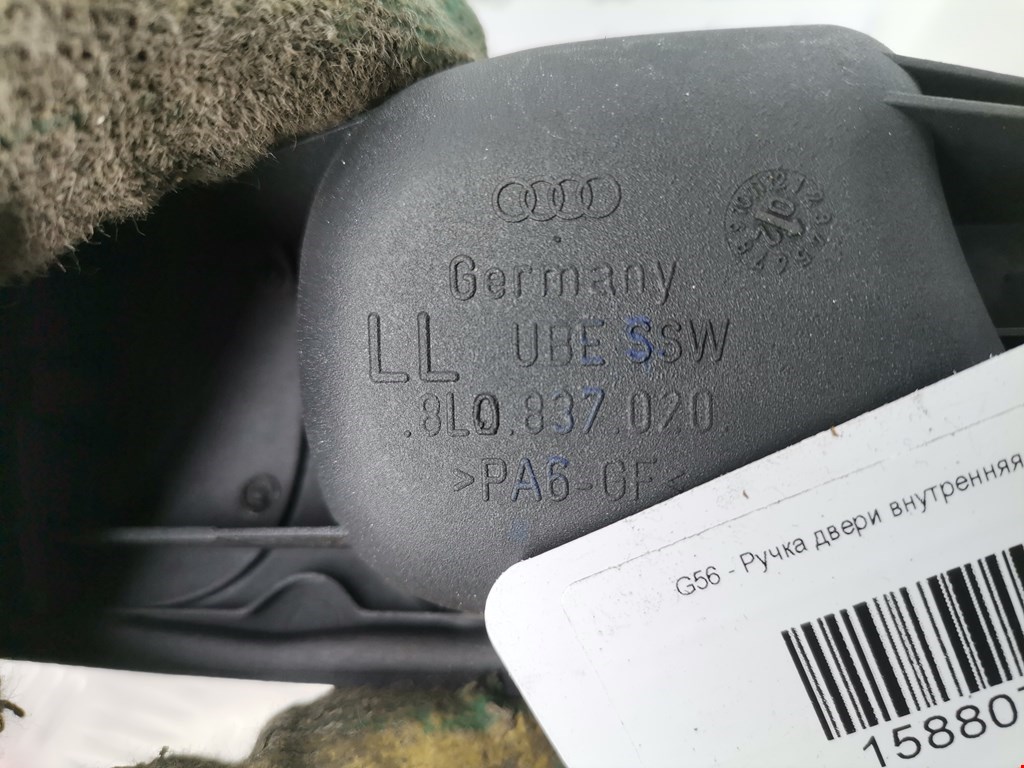 Germany
LL UBE SSW
.8L0.837.020.
>PA6-GF<
G56 - Ручка двери внутренняя
15880